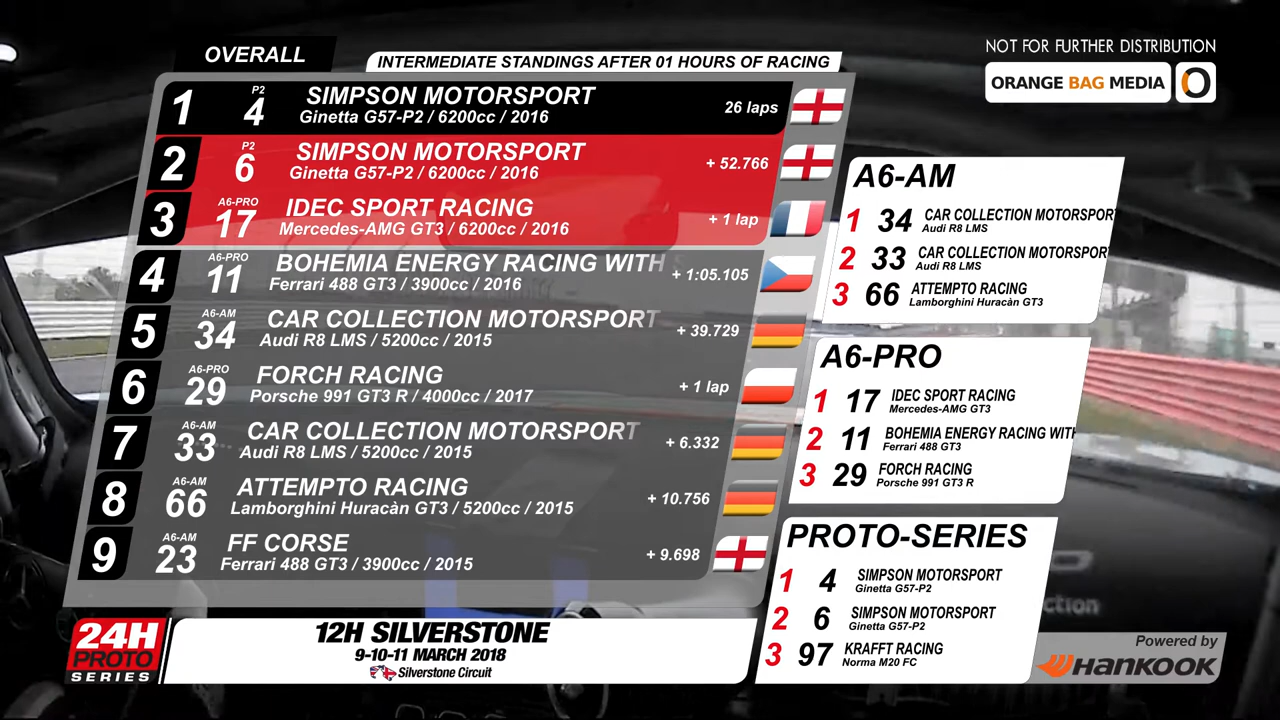 OVERALL
INTERMEDIATE STANDINGS AFTER 01 HOURS OF RACING
1 P2 4 SIMPSON MOTORSPORT 26 laps
Ginetta G57-P2 / 6200cc / 2016
2 P2 6 SIMPSON MOTORSPORT + 52.766
Ginetta G57-P2 / 6200cc / 2016
3 A6-PRO 17 IDEC SPORT RACING + 1 lap
Mercedes-AMG GT3 / 6200cc / 2016
4 A6-PRO 11 BOHEMIA ENERGY RACING WITH S + 1:05.105
Ferrari 488 GT3 / 3900cc / 2016
5 A6-AM 34 CAR COLLECTION MOTORSPORT + 39.729
Audi R8 LMS / 5200cc / 2015
6 A6-PRO 29 FORCH RACING + 1 lap
Porsche 991 GT3 R / 4000cc / 2017
7 A6-AM 33 CAR COLLECTION MOTORSPORT + 6.332
Audi R8 LMS / 5200cc / 2015
8 A6-AM 66 ATTEMPTO RACING + 10.756
Lamborghini Huracàn GT3 / 5200cc / 2015
9 A6-AM 23 FF CORSE + 9.698
Ferrari 488 GT3 / 3900cc / 2015
NOT FOR FURTHER DISTRIBUTION
ORANGE BAG MEDIA
A6-AM
1 34 CAR COLLECTION MOTORSPORT
Audi R8 LMS
2 33 CAR COLLECTION MOTORSPOR
Audi R8 LMS
3 66 ATTEMPTO RACING
Lamborghini Huracàn GT3
A6-PRO
1 17 IDEC SPORT RACING
Mercedes-AMG GT3
2 11 BOHEMIA ENERGY RACING WITH
Ferrari 488 GT3
3 29 FORCH RACING
Porsche 991 GT3 R
PROTO-SERIES
1 4 SIMPSON MOTORSPORT
Ginetta G57-P2
2 6 SIMPSON MOTORSPORT
Ginetta G57-P2
3 97 KRAFFT RACING
Norma M20 FC
24H
PROTO
SERIES
12H SILVERSTONE
9-10-11 MARCH 2018
Silverstone Circuit
Powered by
HANKOOK